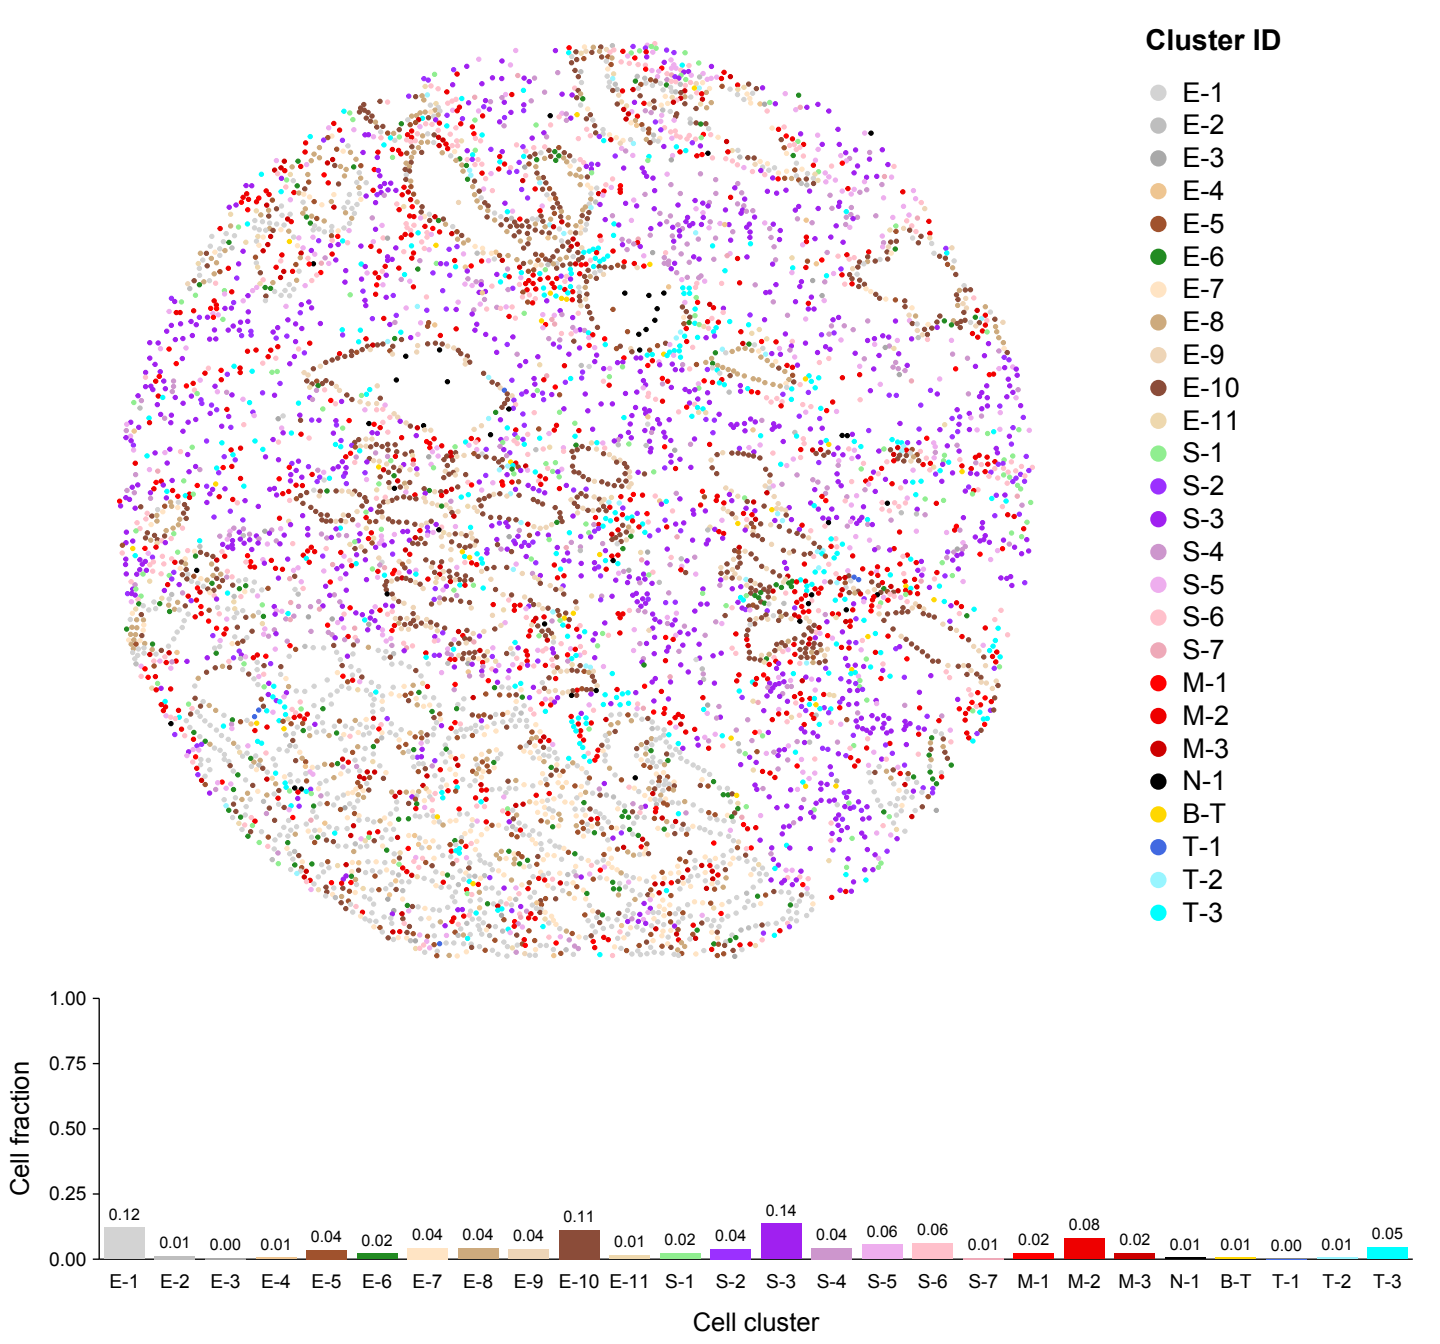 Cluster ID
E-1
E-2
E-3
E-4
E-5
E-6
E-7
E-8
E-9
E-10
E-11
S-1
S-2
S-3
S-4
S-5
S-6
S-7
M-1
M-2
M-3
N-1
B-T
T-1
T-2
T-3
Cell fraction
1.00
0.75
0.50
0.25
0.00
0.12 0.01 0.00 0.01 0.04 0.02 0.04 0.04 0.04 0.11 0.01 0.02 0.04 0.14 0.04 0.06 0.06 0.01 0.02 0.08 0.02 0.01 0.01 0.00 0.01 0.05
E-1 E-2 E-3 E-4 E-5 E-6 E-7 E-8 E-9 E-10 E-11 S-1 S-2 S-3 S-4 S-5 S-6 S-7 M-1 M-2 M-3 N-1 B-T T-1 T-2 T-3
Cell cluster